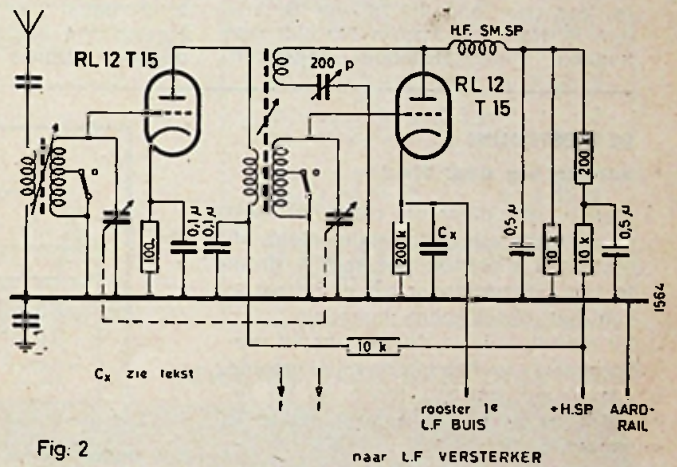 H.F. SM.SP
RL 12 T 15
200 p
RL 12
T 15
200 k
100
0,1 µ
0,1 µ
200 k
Cx
0,5 µ
10 k
10 k
0,5 µ
1564
10 k
Cx zie tekst
rooster 1e
L.F BUIS
+H.SP
AARD-
RAIL
Fig. 2
naar L.F VERSTERKER